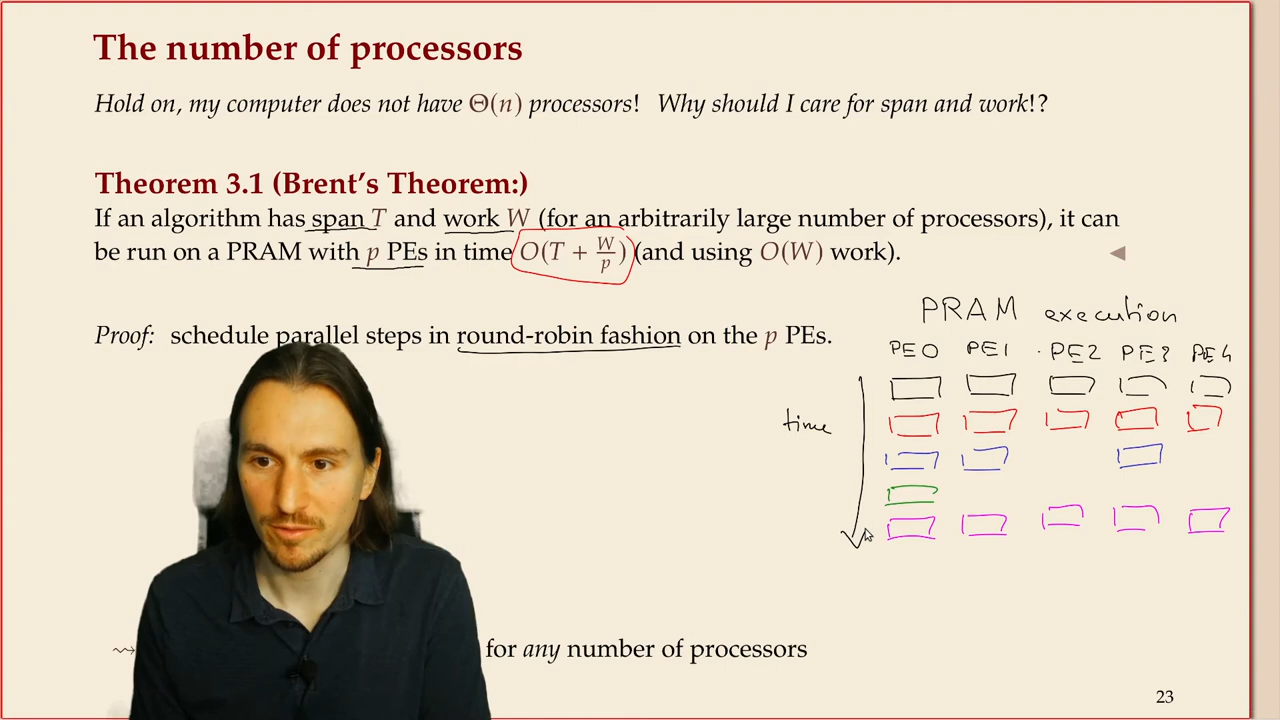 The number of processors
Hold on, my computer does not have Θ(n) processors! Why should I care for span and work!?
Theorem 3.1 (Brent's Theorem:)
If an algorithm has span T and work W (for an arbitrarily large number of processors), it can
be run on a PRAM with p PEs in time O(T + W/p) (and using O(W) work). ◀
Proof: schedule parallel steps in round-robin fashion on the p PEs.
PRAM execution
PE0 PE1 PE2 PE3 PE4
time
⇝ for any number of processors
23